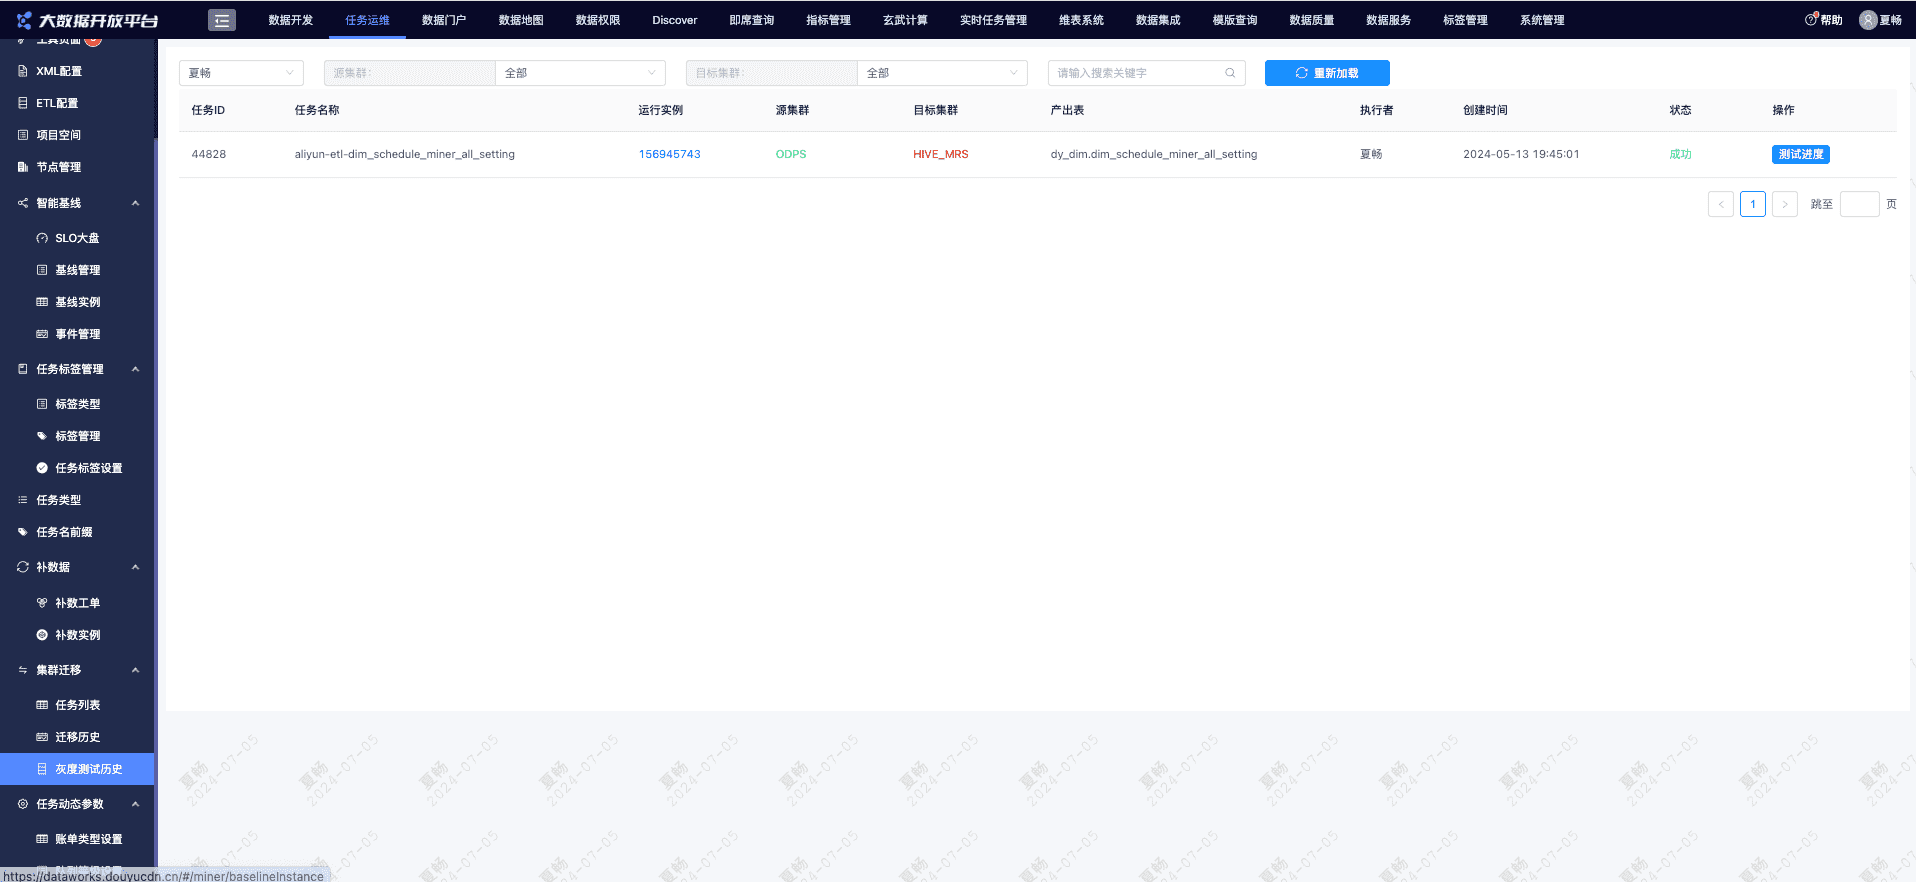 大数据开放平台
数据开发 任务运维 数据门户 数据地图 数据权限 Discover 即席查询 指标管理 玄武计算 实时任务管理 维表系统 数据集成 模版查询 数据质量 数据服务 标签管理 系统管理
帮助 夏畅
工具页面
XML配置
ETL配置
项目空间
节点管理
智能基线
SLO大盘
基线管理
基线实例
事件管理
任务标签管理
标签类型
标签管理
任务标签设置
任务类型
任务名前缀
补数据
补数工单
补数实例
集群迁移
任务列表
迁移历史
灰度测试历史
任务动态参数
账单类型设置
https://dataworks.douyucdn.cn/#/miner/baselineInstance
夏畅 源集群: 全部 目标集群: 全部 请输入搜索关键字 重新加载
任务ID 任务名称 运行实例 源集群 目标集群 产出表 执行者 创建时间 状态 操作
44828 aliyun-etl-dim_schedule_miner_all_setting 156945743 ODPS HIVE_MRS dy_dim.dim_schedule_miner_all_setting 夏畅 2024-05-13 19:45:01 成功 测试进度
< 1 > 跳至 页
夏畅 2024-07-05